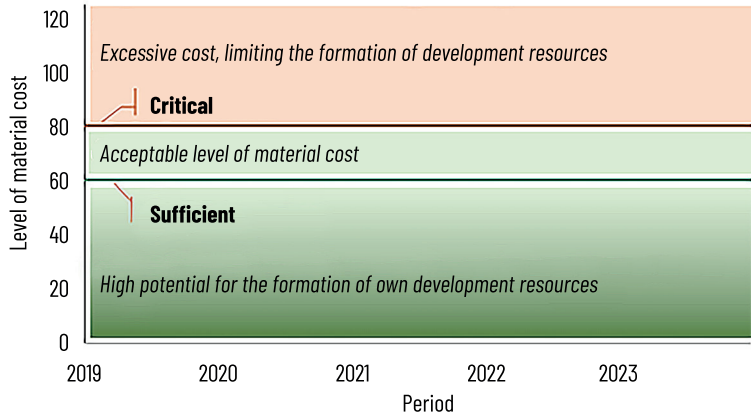 120
Excessive cost, limiting the formation of development resources
100
Critical
80
Acceptable level of material cost
60
Sufficient
40
High potential for the formation of own development resources
20
0
Level of material cost
2019 2020 2021 2022 2023
Period